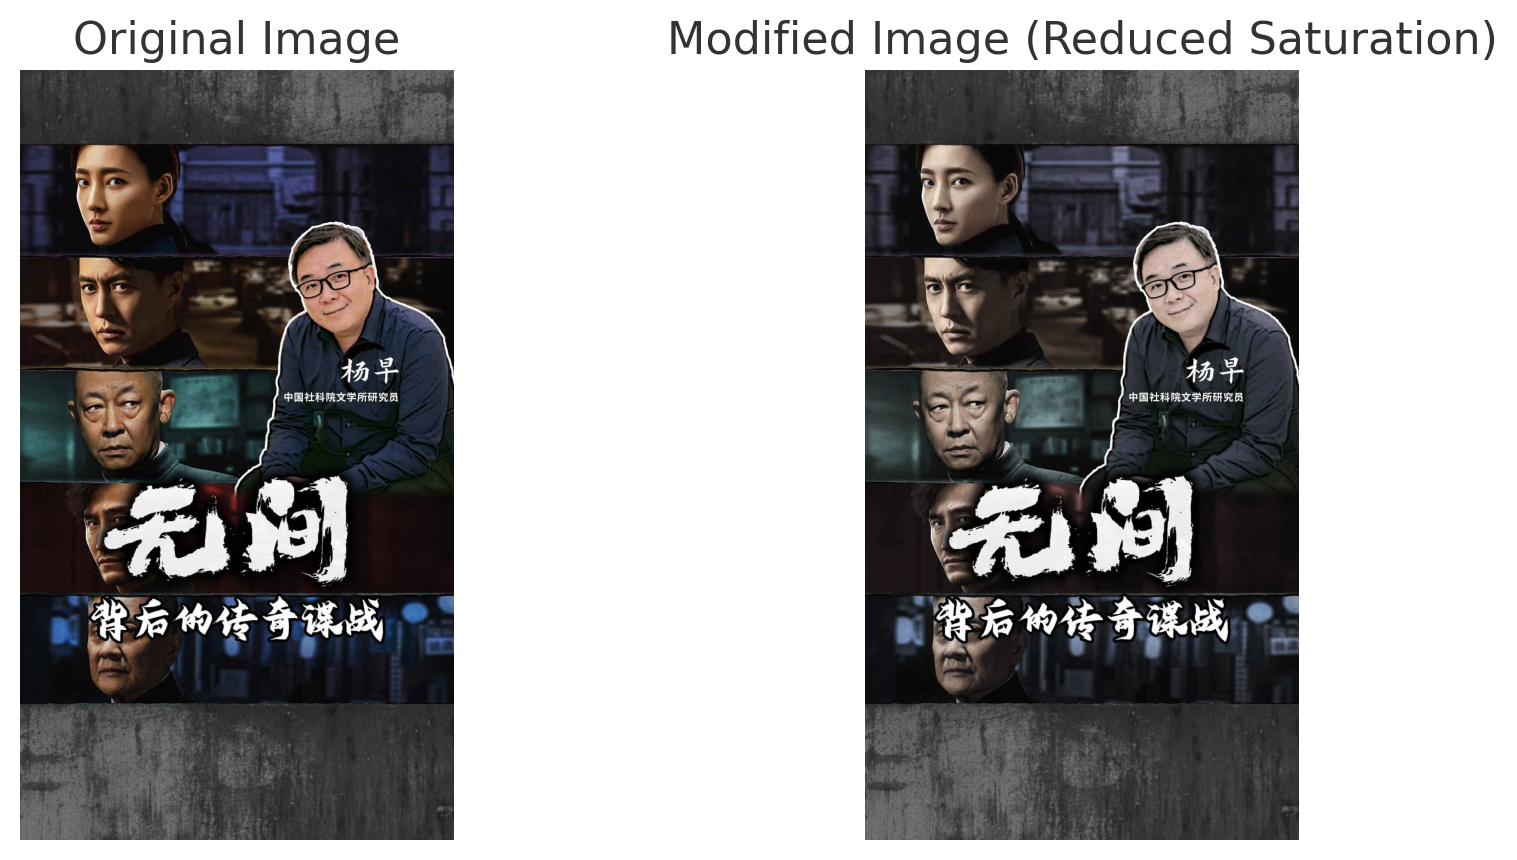 Original Image
杨早
中国社科院文学所研究员
无间
背后的传奇谍战
Modified Image (Reduced Saturation)
杨早
中国社科院文学所研究员
无间
背后的传奇谍战